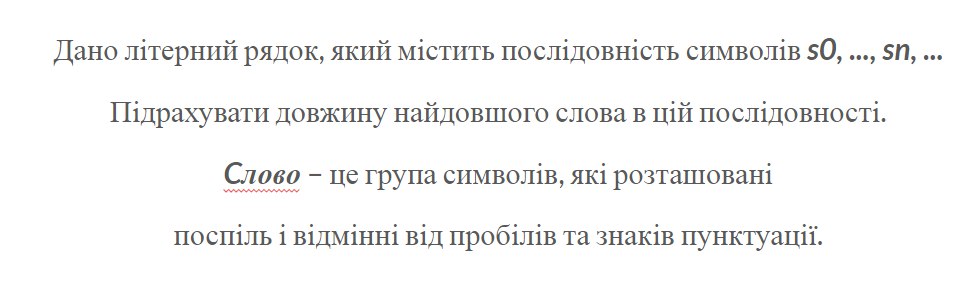 Дано літерний рядок, який містить послідовність символів s0, ..., sn, ...
Підрахувати довжину найдовшого слова в цій послідовності.
Слово – це група символів, які розташовані
поспіль і відмінні від пробілів та знаків пунктуації.